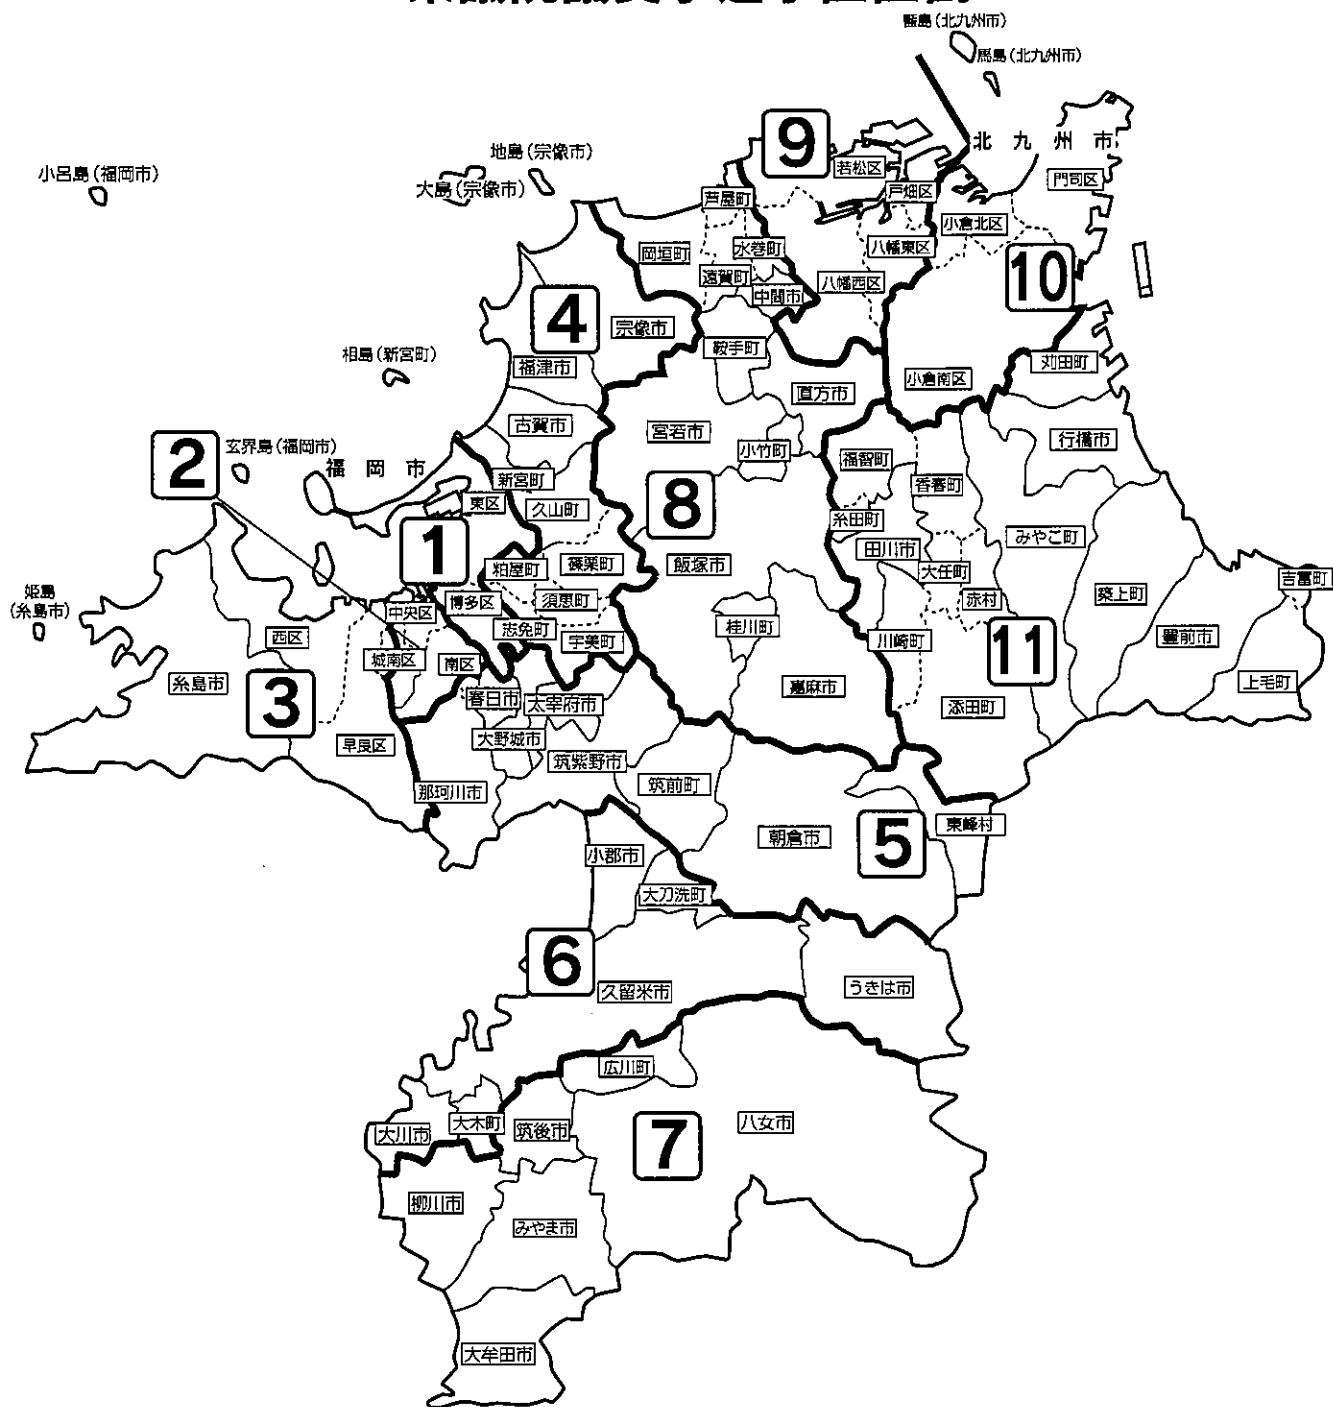 藍島(北九州市)
馬島(北九州市)
9
北九州市
地島(宗像市)
若松区
小呂島(福岡市)
大島(宗像市)
戸畑区
門司区
芦屋町
小倉北区
岡垣町
水巻町
八幡東区
遠賀町
10
八幡西区
中間市
4
宗像市
相島(新宮町)
鞍手町
苅田町
福津市
小倉南区
直方市
古賀市
宮若市
行橋市
2
玄界島(福岡市)
小竹町
福智町
福岡市
新宮町
香春町
東区
久山町
8
糸田町
みやこ町
1
田川市
粕屋町
篠栗町
飯塚市
大任町
吉富町
姫島
(糸島市)
中央区
博多区
須恵町
赤村
築上町
西区
志免町
桂川町
豊前市
宇美町
川崎町
11
城南区
南区
糸島市
3
春日市
太宰府市
嘉麻市
上毛町
添田町
早良区
大野城市
筑紫野市
那珂川市
筑前町
東峰村
朝倉市
5
小郡市
大刀洗町
6
久留米市
うきは市
広川町
大木町
八女市
大川市
筑後市
7
柳川市
みやま市
大牟田市